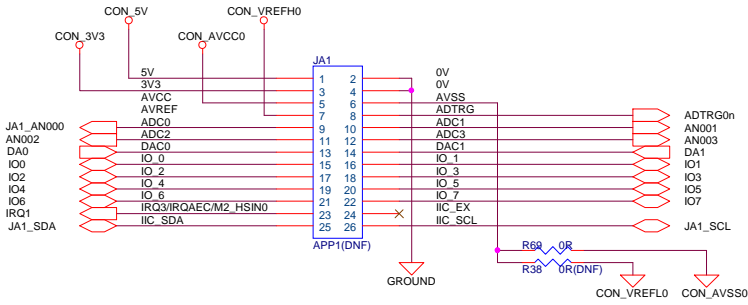 CON_VREFH0
CON_5V
CON_3V3
CON_AVCC0
JA1
5V 1 2 0V
3V3 3 4 0V
AVCC 5 6 AVSS
AVREF 7 8 ADTRG ADTRG0n
JA1_AN000 ADC0 9 10 ADC1 AN001
AN002 ADC2 11 12 ADC3 AN003
DA0 DAC0 13 14 DAC1 DA1
IO0 IO_0 15 16 IO_1 IO1
IO2 IO_2 17 18 IO_3 IO3
IO4 IO_4 19 20 IO_5 IO5
IO6 IO_6 21 22 IO_7 IO7
IRQ1 IRQ3/IRQAEC/M2_HSIN0 23 24 IIC_EX
JA1_SDA IIC_SDA 25 26 IIC_SCL JA1_SCL
APP1(DNF)
R69 0R
R38 0R(DNF)
GROUND
CON_VREFL0
CON_AVSS0